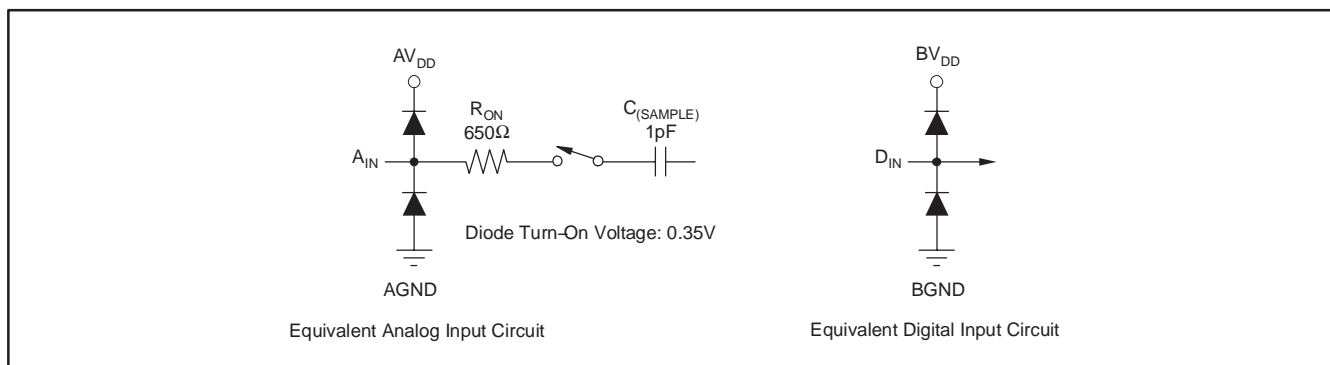 AVDD
RON
650Ω
C(SAMPLE)
1pF
AIN
Diode Turn-On Voltage: 0.35V
AGND
Equivalent Analog Input Circuit
BVDD
DIN
BGND
Equivalent Digital Input Circuit